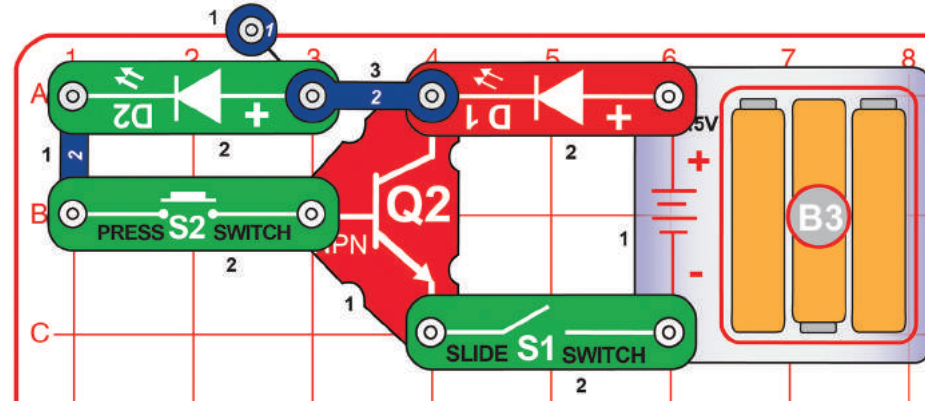 1
1
1 2 3 4 5 6 7 8
3
A
D2
+
2
D1
+
.5V
2
2
+
1
2
B
Q2
B3
PRESS S2 SWITCH
NPN
1
-
2
1
C
SLIDE S1 SWITCH
2